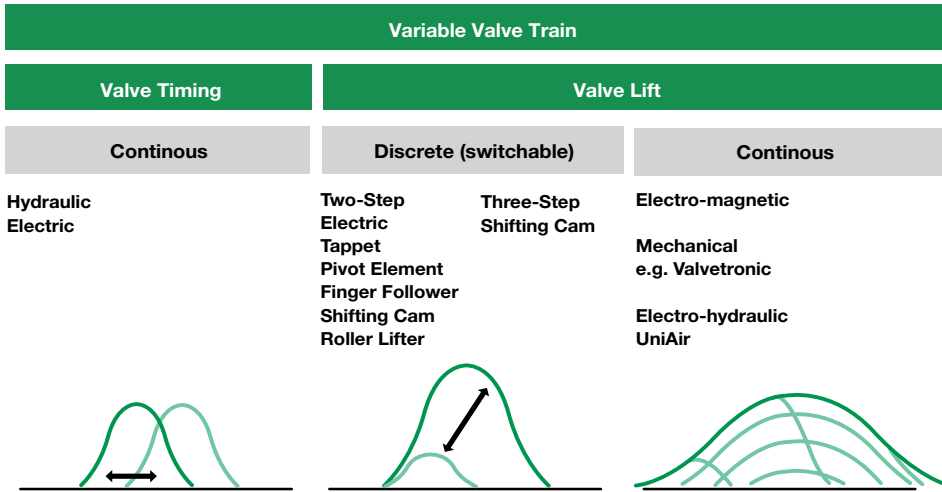 Variable Valve Train
Valve Timing
Valve Lift
Continous
Discrete (switchable)
Continous
Hydraulic
Electric
Two-Step
Electric
Tappet
Pivot Element
Finger Follower
Shifting Cam
Roller Lifter
Three-Step
Shifting Cam
Electro-magnetic
Mechanical
e.g. Valvetronic
Electro-hydraulic
UniAir